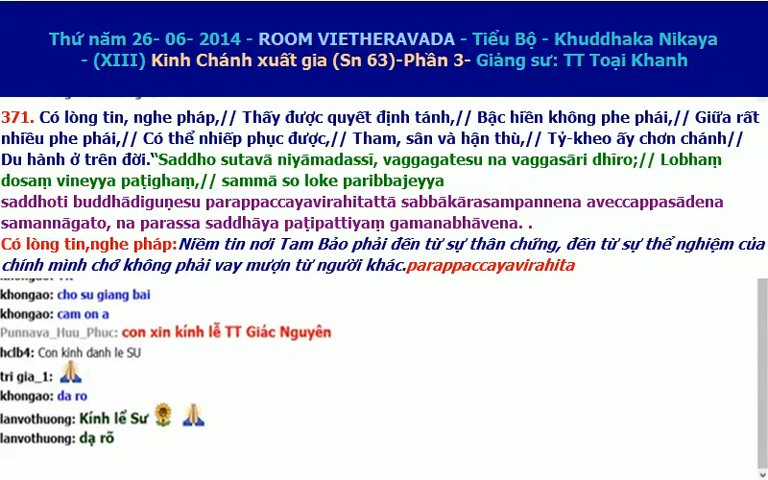 Thứ năm 26- 06- 2014 - ROOM VIETHERAVADA - Tiểu Bộ - Khuddhaka Nikaya
- (XIII) Kinh Chánh xuất gia (Sn 63)-Phần 3- Giảng sư: TT Toại Khanh
371. Có lòng tin, nghe pháp,// Thấy được quyết định tánh,// Bậc hiền không phe phái,// Giữa rất
nhiều phe phái,// Có thể nhiếp phục được,// Tham, sân và hận thù,// Tỷ-kheo ấy chơn chánh//
Du hành ở trên đời.“Saddho sutavā niyāmadassī, vaggagatesu na vaggasāri dhīro;// Lobhaṃ
dosaṃ vineyya paṭighaṃ,// sammā so loke paribbajeyya
saddhoti buddhādiguṇesu parappaccayavirahitattā sabbākārasampannena aveccappasādena
samannāgato, na parassa saddhāya paṭipattiyaṃ gamanabhāvena. .
Có lòng tin,nghe pháp:Niềm tin nơi Tam Bảo phải đến từ sự thân chứng, đến từ sự thể nghiệm của
chính mình chớ không phải vay mượn từ người khác.parappaccayavirahita
khongao: cho su giang bai
khongao: cam on a
Punnava_Huu_Phuc: con xin kính lễ TT Giác Nguyên
hclb4: Con kinh danh le SU
tri gia_1:
khongao: da ro
lanvothuong: Kính lể Sư
lanvothuong: dạ rõ